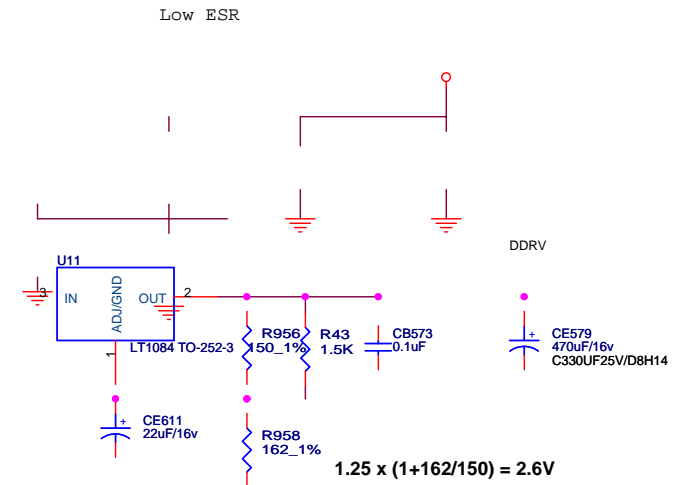 Low ESR
DDRV
U11
3
IN
ADJ/GND
OUT
2
1
LT1084 TO-252-3
R956
150_1%
R43
1.5K
CB573
0.1uF
CE579
470uF/16v
C330UF25V/D8H14
+
CE611
22uF/16v
+
R958
162_1%
1.25 x (1+162/150) = 2.6V